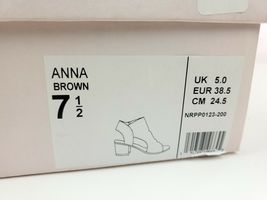 ANNA
BROWN
7 1/2
UK 5.0
EUR 38.5
CM 24.5
NRPP0123-200